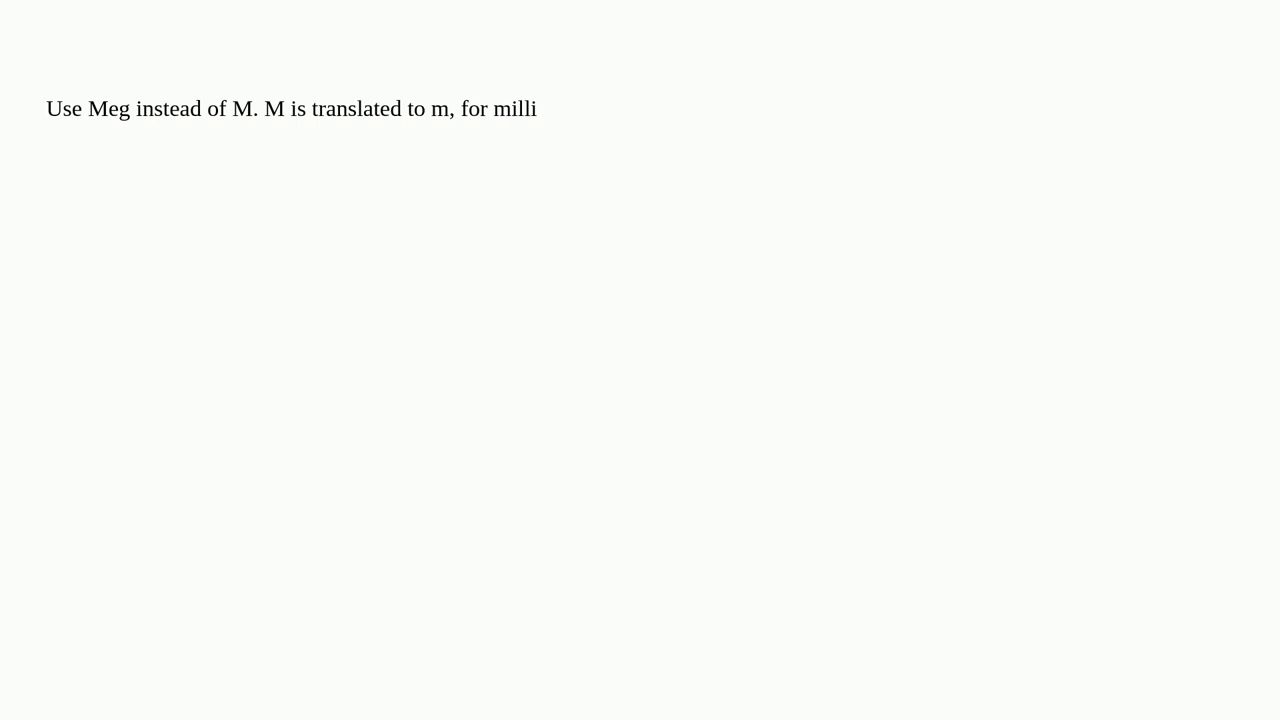 Use Meg instead of M. M is translated to m, for milli